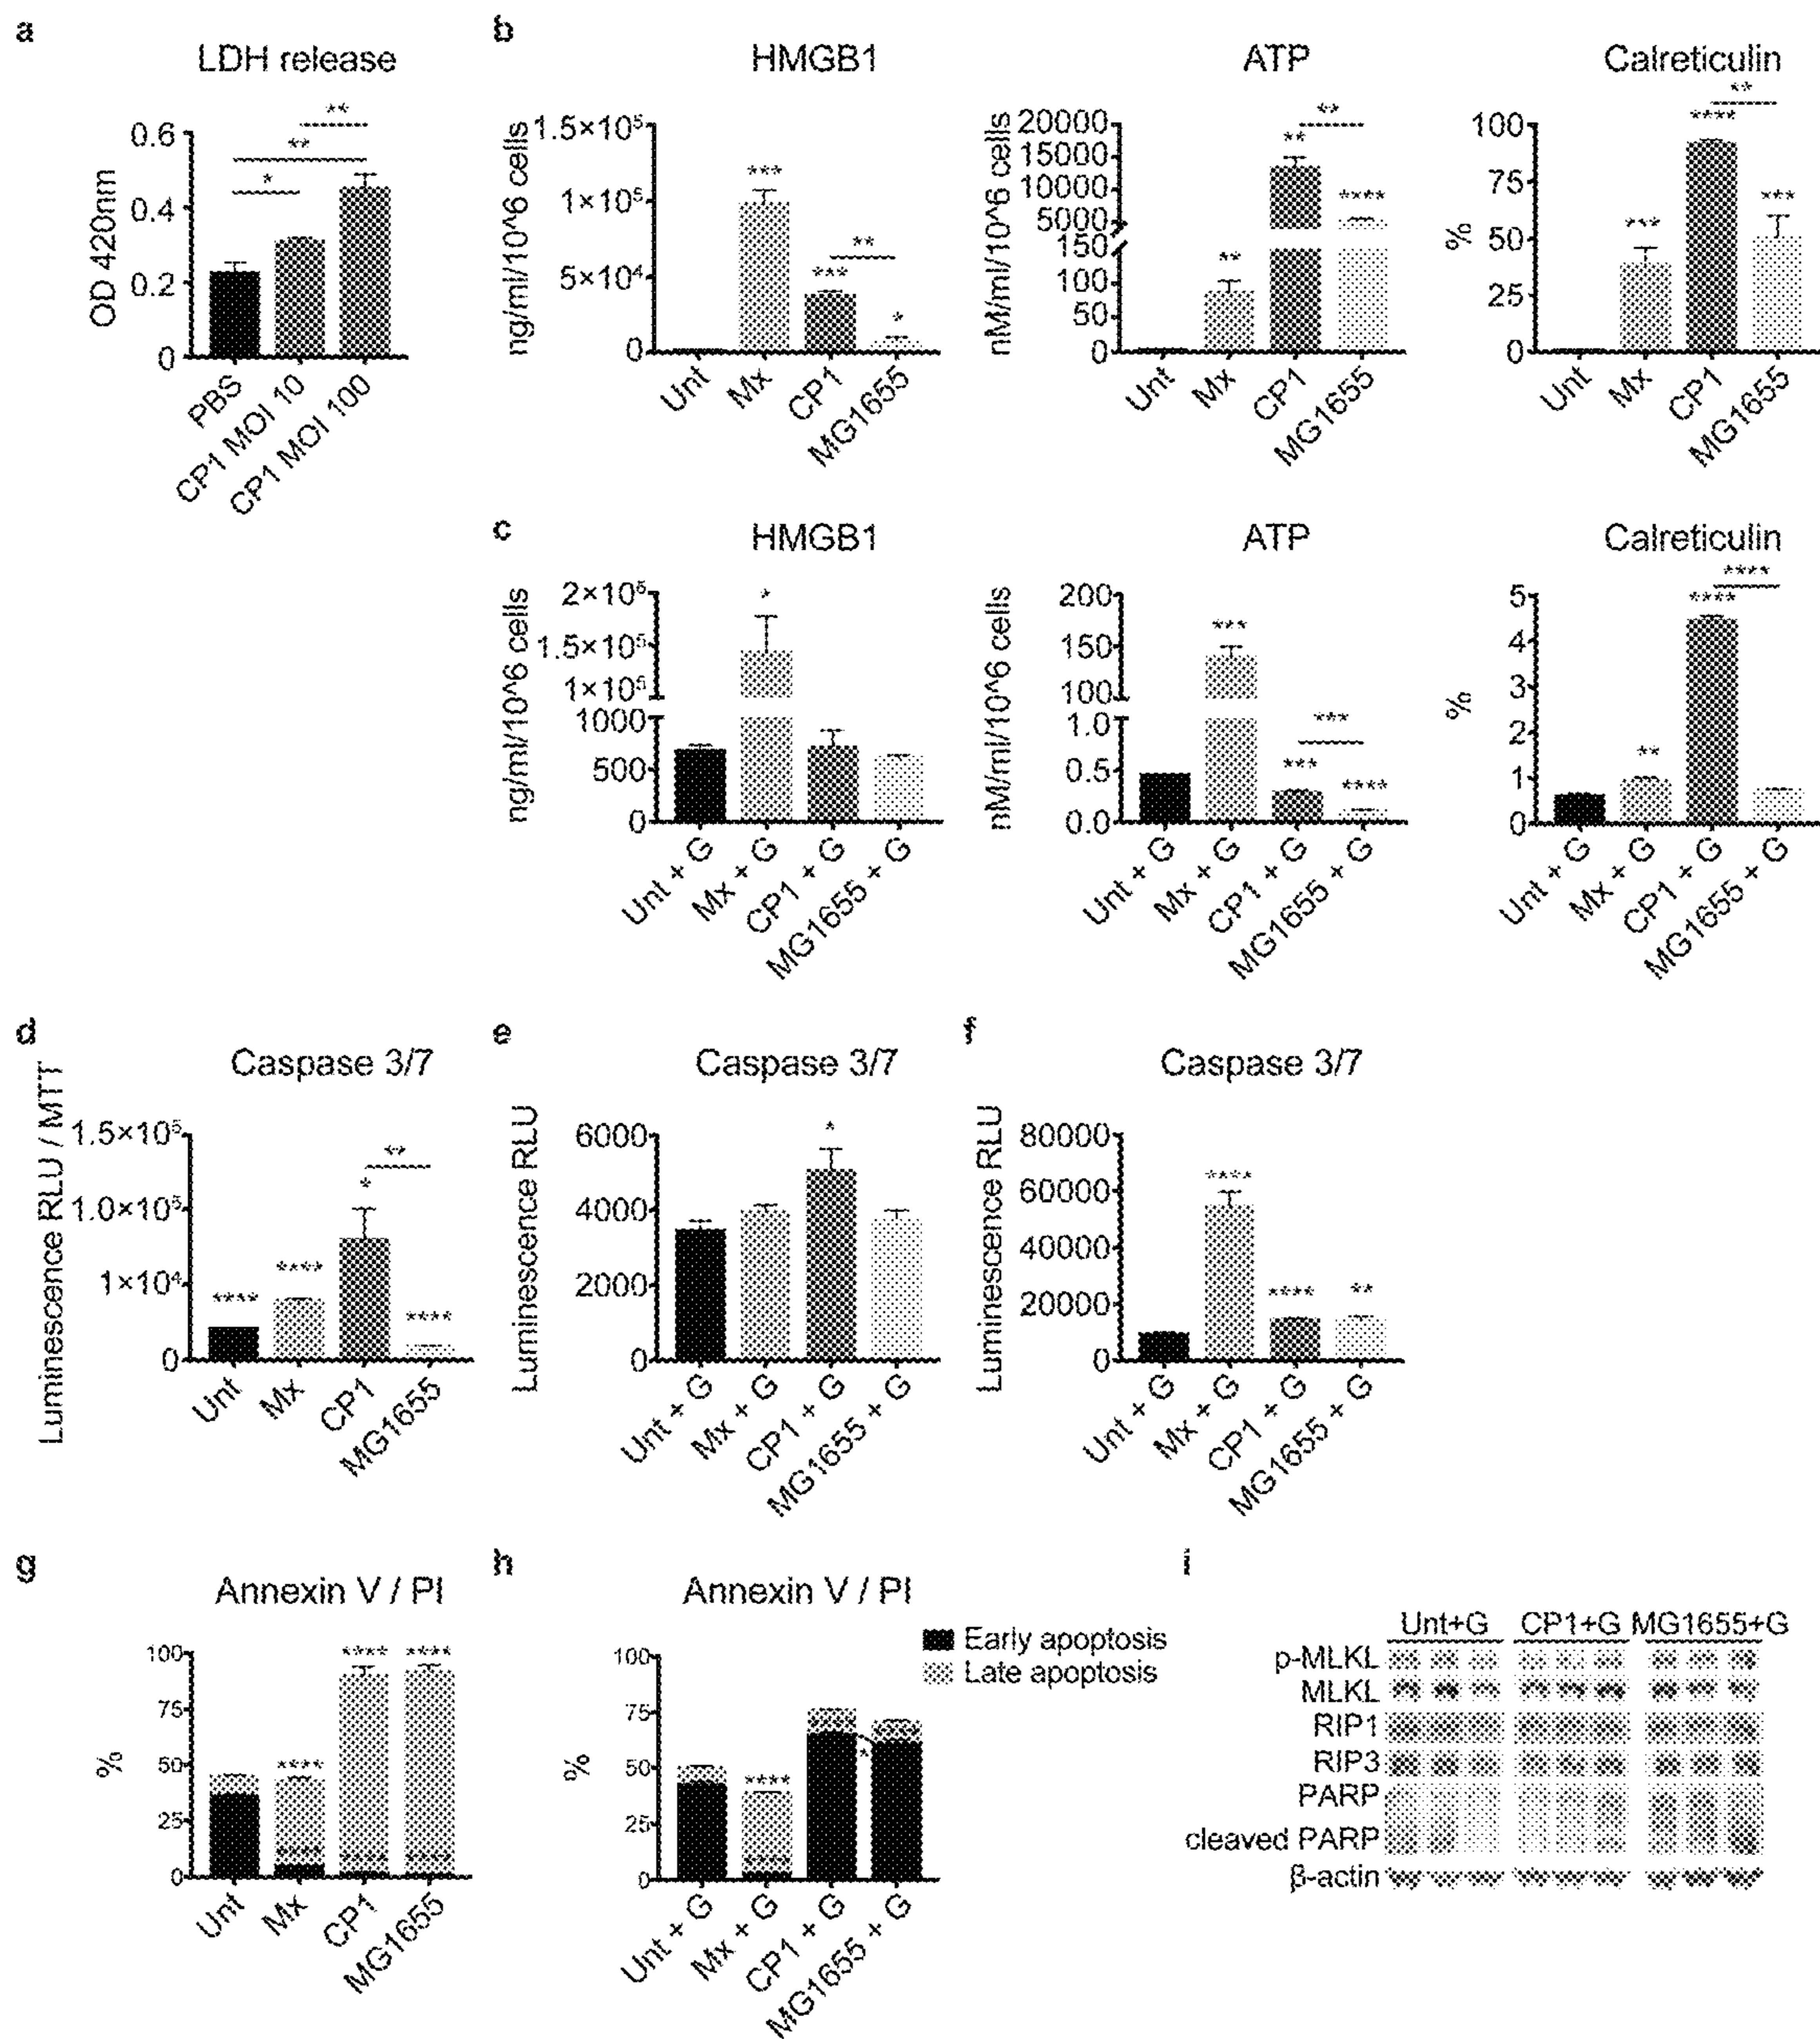 a
LDH release
OD 420nm
0.6
0.4
0.2
0
**
**
*
PBS
CP1 MOI 10
CP1 MOI 100
b
HMGB1
ng/ml/10^6 cells
1.5×10⁵
1×10⁵
5×10⁴
0
***
***
**
*
Unt
Mx
CP1
MG1655
ATP
nM/ml/10^6 cells
20000
15000
10000
5000
150
100
50
0
**
**
**
****
Unt
Mx
CP1
MG1655
Calreticulin
%
100
75
50
25
0
***
****
**
***
Unt
Mx
CP1
MG1655
c
HMGB1
ng/ml/10^6 cells
1.5×10⁵
1×10⁵
1000
500
0
*
Unt + G
Mx + G
CP1 + G
MG1655 + G
ATP
nM/ml/10^6 cells
200
150
100
1.0
0.5
0.0
***
***
***
****
Unt + G
Mx + G
CP1 + G
MG1655 + G
Calreticulin
%
5
4
3
2
1
0
**
****
****
Unt + G
Mx + G
CP1 + G
MG1655 + G
d
Caspase 3/7
Luminescence RLU / MTT
1.5×10⁵
1.0×10⁵
1×10⁴
0
****
****
*
**
****
Unt
Mx
CP1
MG1655
e
Caspase 3/7
Luminescence RLU
6000
4000
2000
0
*
Unt + G
Mx + G
CP1 + G
MG1655 + G
f
Caspase 3/7
Luminescence RLU
80000
60000
40000
20000
0
****
****
**
Unt + G
Mx + G
CP1 + G
MG1655 + G
g
Annexin V / PI
%
100
75
50
25
0
****
****
****
Unt
Mx
CP1
MG1655
h
Annexin V / PI
%
100
75
50
25
0
****
*
Early apoptosis
Late apoptosis
Unt + G
Mx + G
CP1 + G
MG1655 + G
i
Unt+G CP1+G MG1655+G
p-MLKL
MLKL
RIP1
RIP3
PARP
cleaved PARP
β-actin